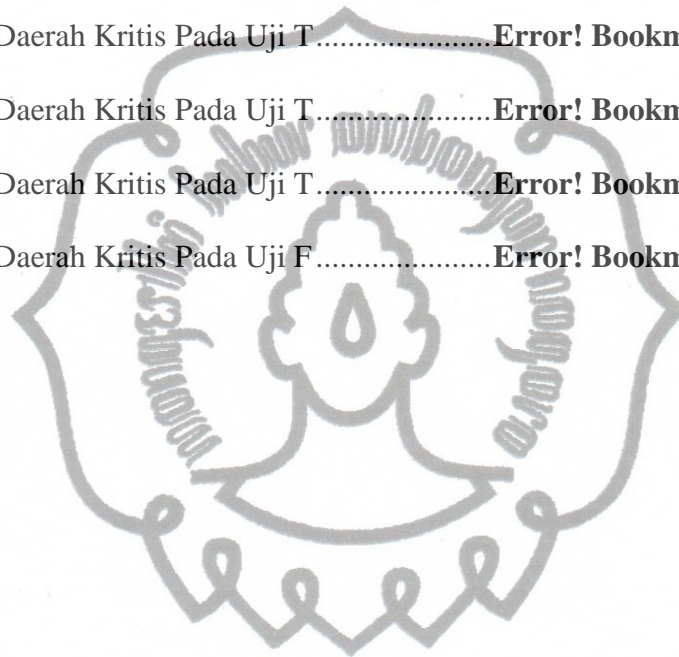 Daerah Kritis Pada Uji T......................Error! Bookm
Daerah Kritis Pada Uji T......................Error! Bookm
Daerah Kritis Pada Uji T......................Error! Bookm
Daerah Kritis Pada Uji F......................Error! Bookm